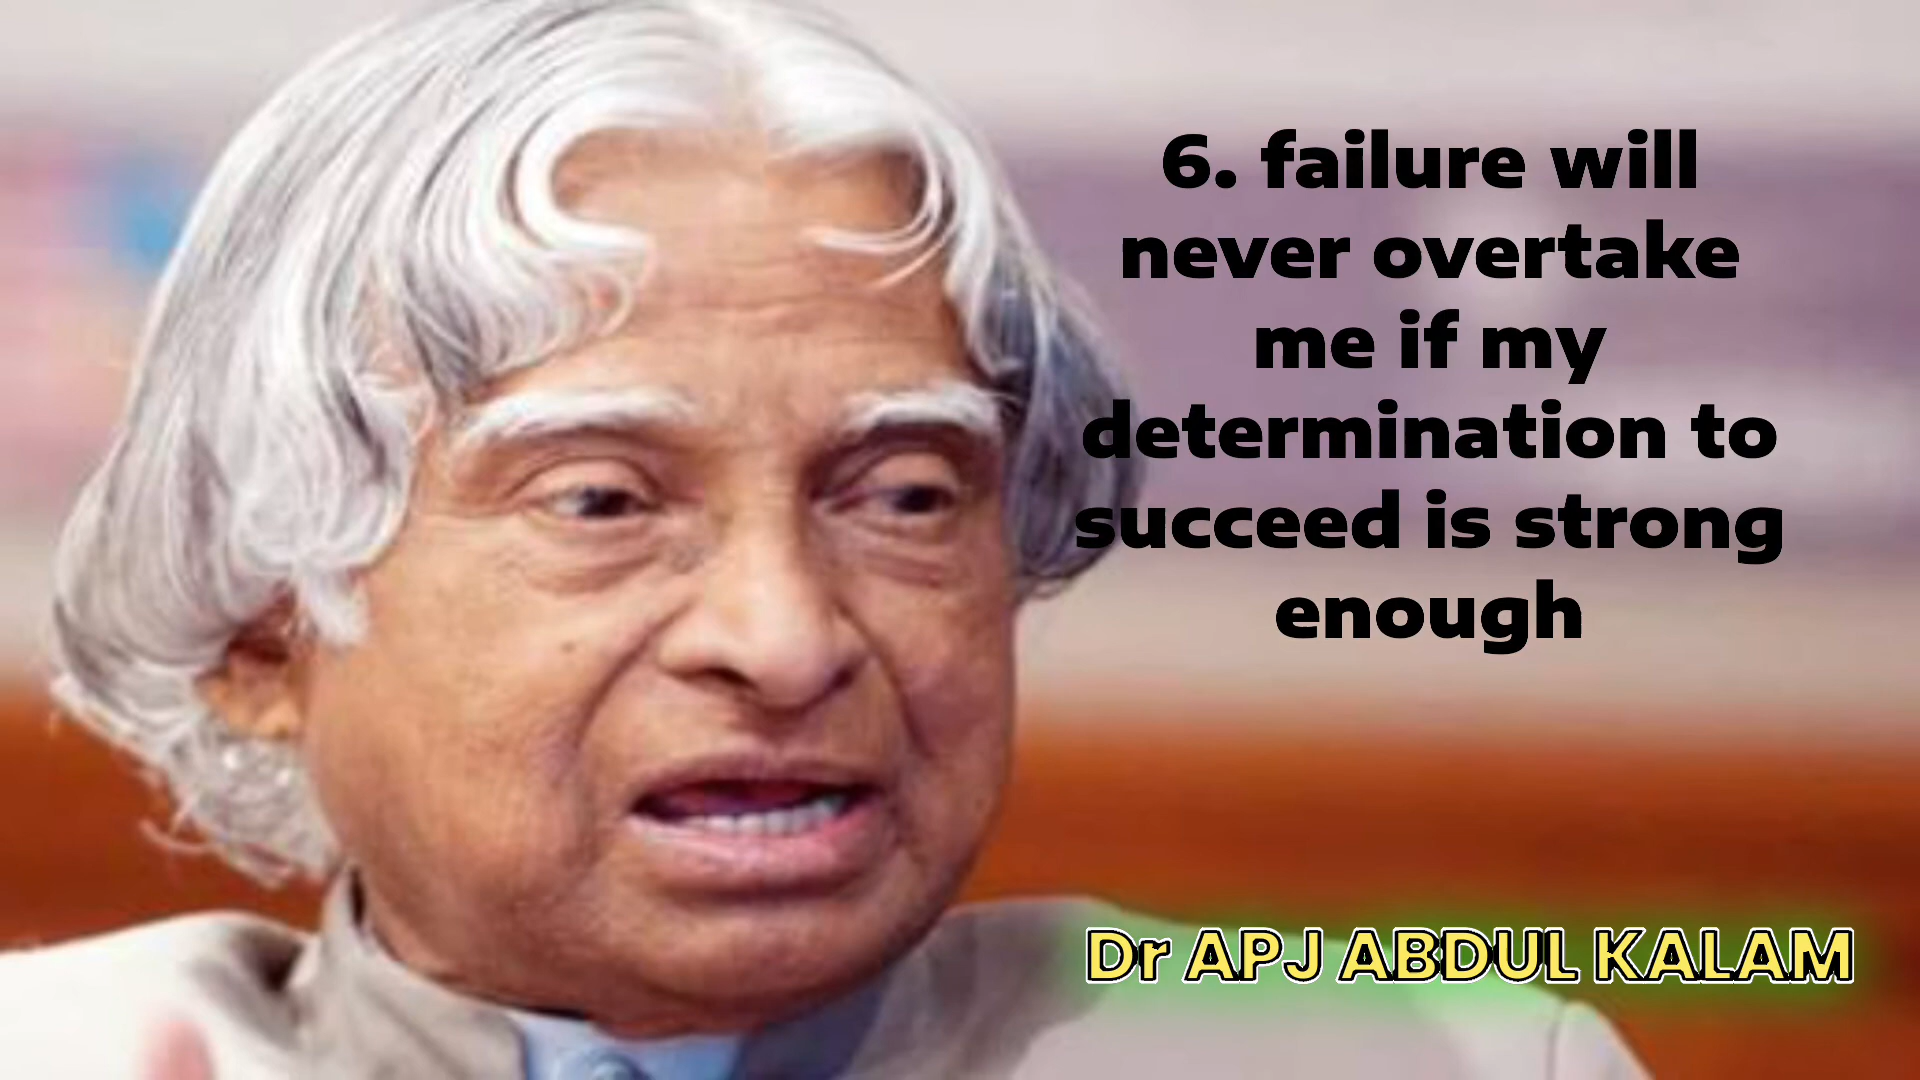 6. failure will
never overtake
me if my
determination to
succeed is strong
enough
Dr APJ ABDUL KALAM